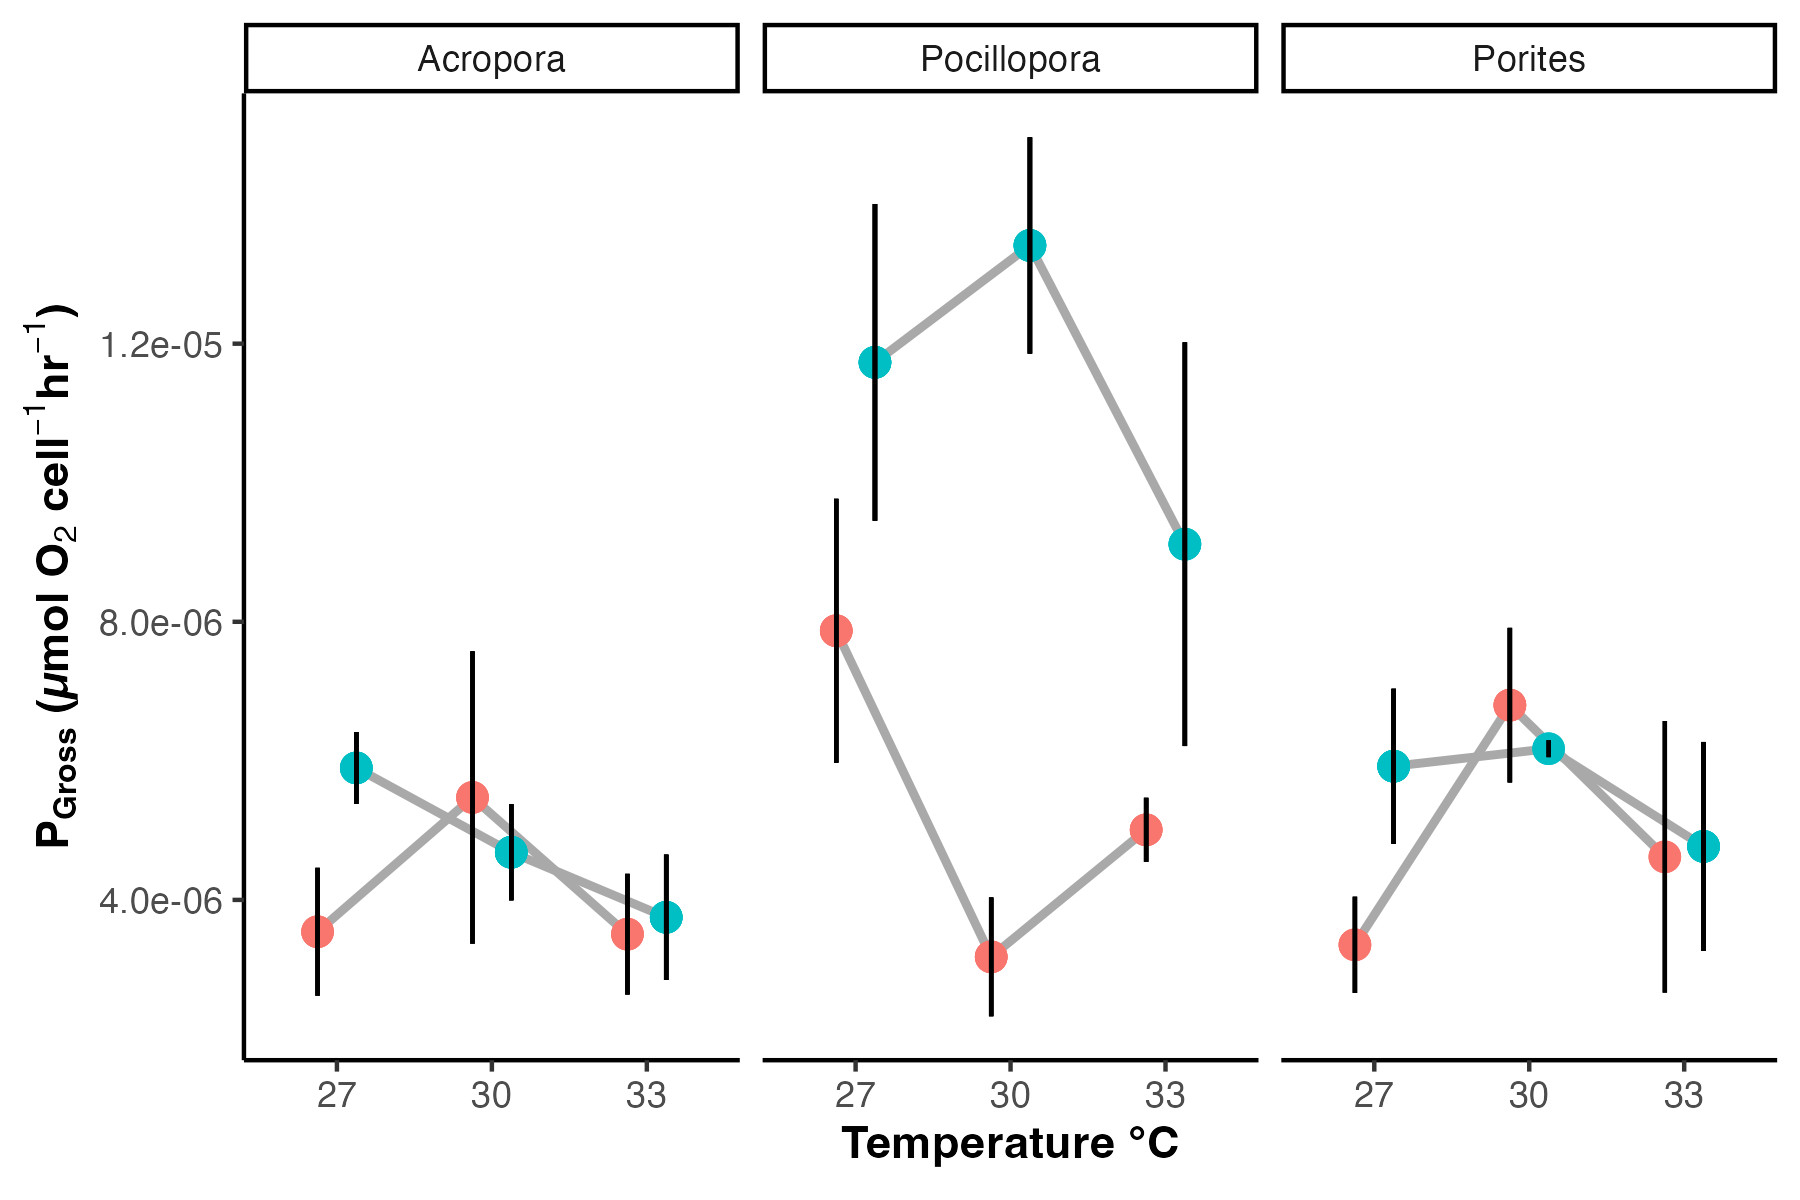 Acropora Pocillopora Porites
P_Gross (µmol O₂ cell⁻¹hr⁻¹)
1.2e-05
8.0e-06
4.0e-06
27 30 33 27 30 33 27 30 33
Temperature °C